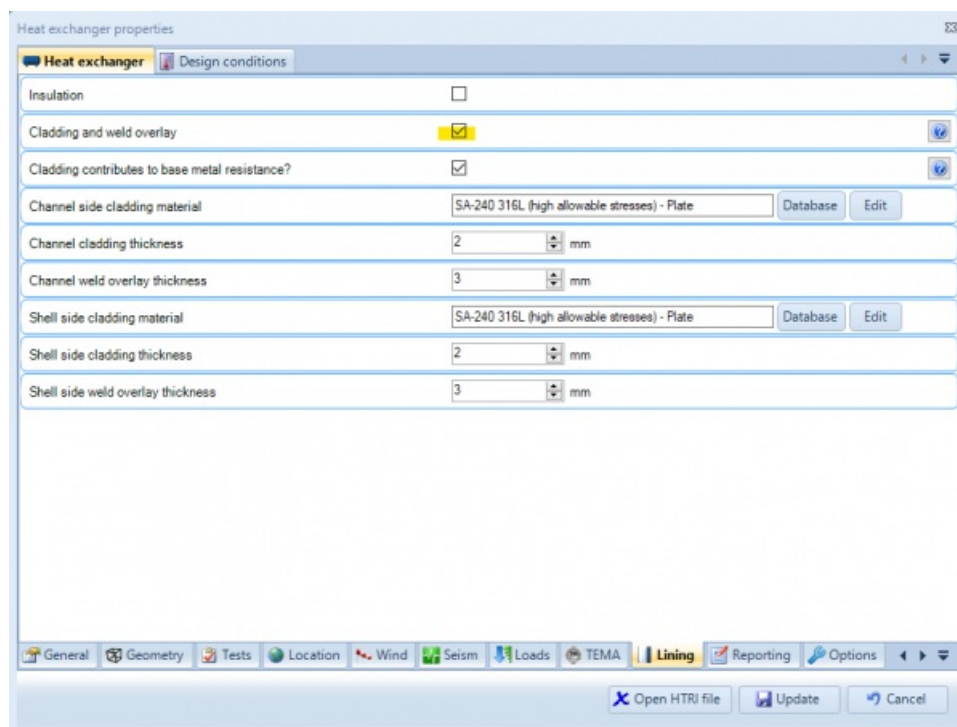 Heat exchanger properties
Heat exchanger Design conditions
Insulation
Cladding and weld overlay
Cladding contributes to base metal resistance?
Channel side cladding material SA-240 316L (high allowable stresses) - Plate Database Edit
Channel cladding thickness 2 mm
Channel weld overlay thickness 3 mm
Shell side cladding material SA-240 316L (high allowable stresses) - Plate Database Edit
Shell side cladding thickness 2 mm
Shell side weld overlay thickness 3 mm
General Geometry Tests Location Wind Seism Loads TEMA Lining Reporting Options
Open HTRI file Update Cancel